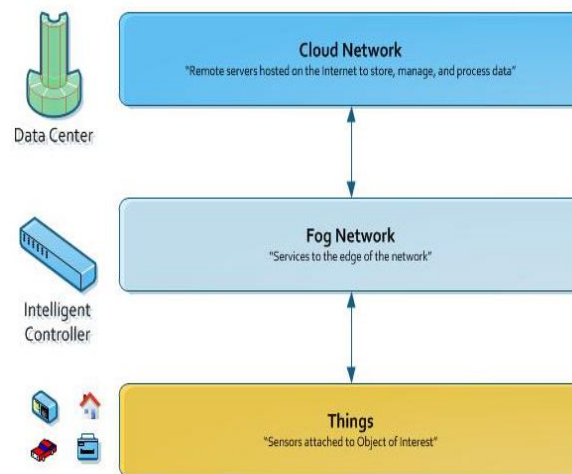 Cloud Network
"Remote servers hosted on the Internet to store, manage, and process data"
Data Center
Fog Network
"Services to the edge of the network"
Intelligent
Controller
Things
"Sensors attached to Object of Interest"